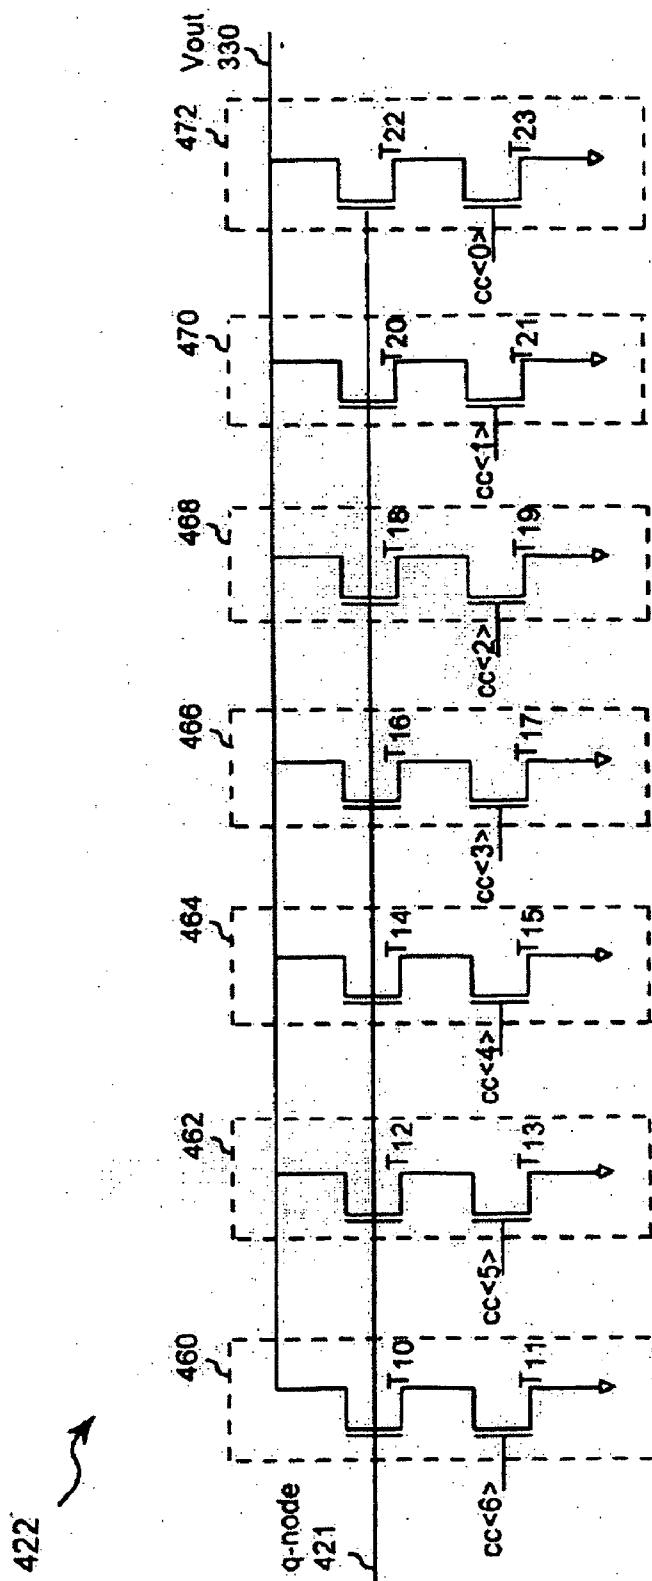 422
460
462
464
466
468
470
472
Vout
330
q-node
421
T10
T12
T14
T16
T18
T20
T22
T11
T13
T15
T17
T19
T21
T23
cc<6>
cc<5>
cc<4>
cc<3>
cc<2>
cc<1>
cc<0>